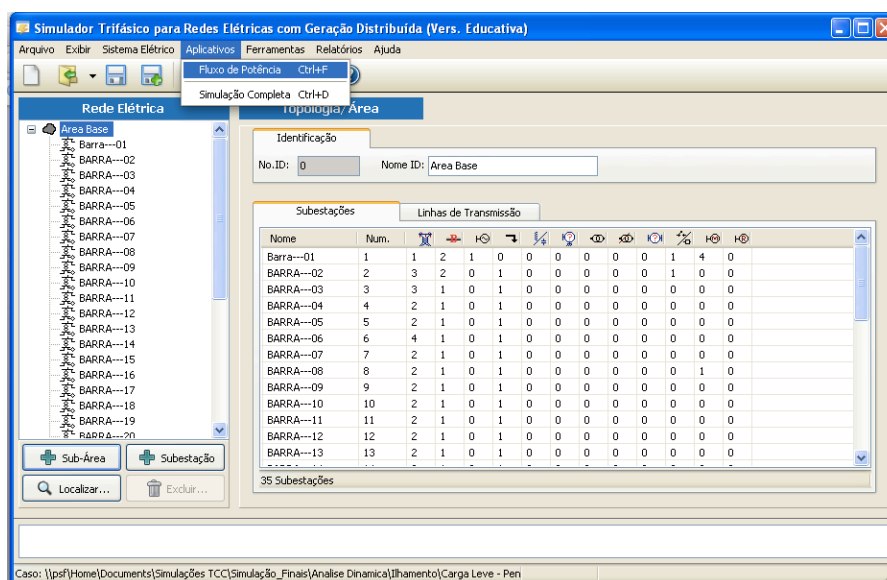 Simulador Trifásico para Redes Elétricas com Geração Distribuída (Vers. Educativa)
Arquivo Exibir Sistema Elétrico Aplicativos Ferramentas Relatórios Ajuda
Fluxo de Potência Ctrl+F
Simulação Completa Ctrl+D
Rede Elétrica
Topologia/Área
Area Base
Barra---01
BARRA---02
BARRA---03
BARRA---04
BARRA---05
BARRA---06
BARRA---07
BARRA---08
BARRA---09
BARRA---10
BARRA---11
BARRA---12
BARRA---13
BARRA---14
BARRA---15
BARRA---16
BARRA---17
BARRA---18
BARRA---19
BARRA---20
Sub-Área Subestação
Localizar... Excluir...
Identificação
No.ID: 0 Nome ID: Area Base
Subestações Linhas de Transmissão
Nome Num.
Barra---01 1 1 2 1 0 0 0 0 0 0 1 4 0
BARRA---02 2 3 2 0 1 0 0 0 0 0 1 0 0
BARRA---03 3 3 1 0 1 0 0 0 0 0 0 0 0
BARRA---04 4 2 1 0 1 0 0 0 0 0 0 0 0
BARRA---05 5 2 1 0 1 0 0 0 0 0 0 0 0
BARRA---06 6 4 1 0 1 0 0 0 0 0 0 0 0
BARRA---07 7 2 1 0 1 0 0 0 0 0 0 0 0
BARRA---08 8 2 1 0 1 0 0 0 0 0 0 1 0
BARRA---09 9 2 1 0 1 0 0 0 0 0 0 0 0
BARRA---10 10 2 1 0 1 0 0 0 0 0 0 0 0
BARRA---11 11 2 1 0 1 0 0 0 0 0 0 0 0
BARRA---12 12 2 1 0 1 0 0 0 0 0 0 0 0
BARRA---13 13 2 1 0 1 0 0 0 0 0 0 0 0
35 Subestações
Caso: \\psf\Home\Documents\Simulações TCC\Simulação_Finais\Analise Dinamica\Ilhamento\Carga Leve - Pen